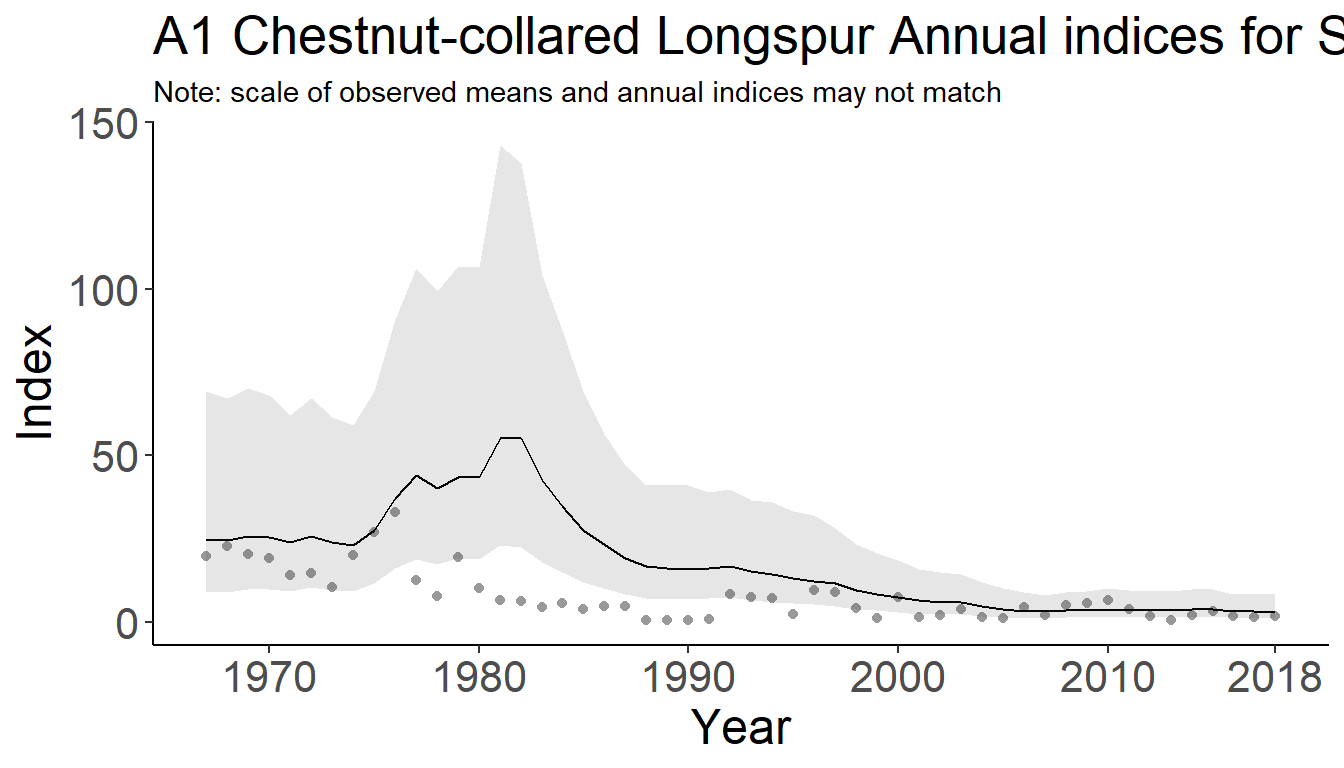 A1 Chestnut-collared Longspur Annual indices for S
Note: scale of observed means and annual indices may not match
150
100
50
0
Index
1970 1980 1990 2000 2010 2018
Year